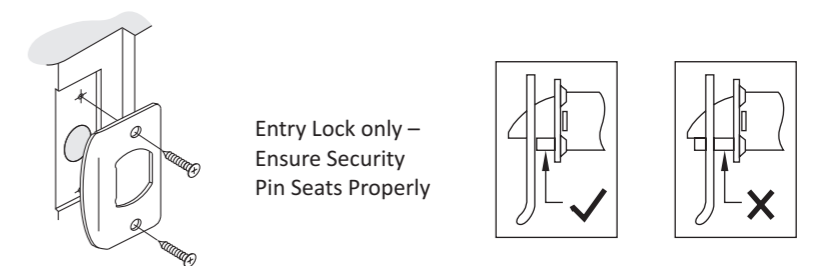 Entry Lock only –
Ensure Security
Pin Seats Properly